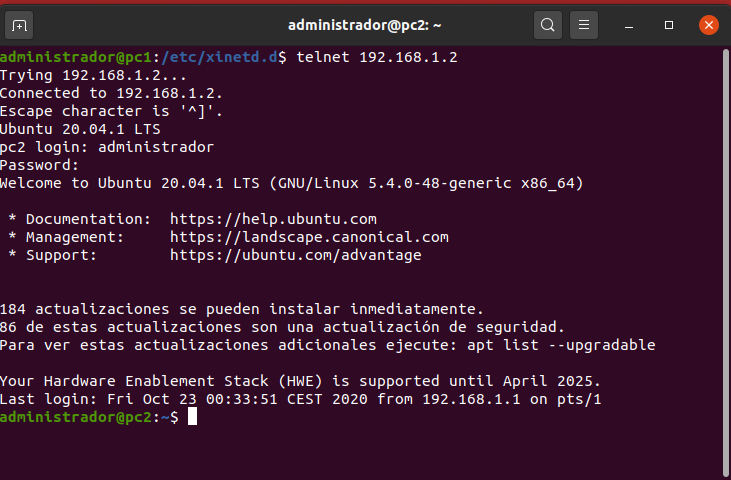 administrador@pc2: ~
administrador@pc1:/etc/xinetd.d$ telnet 192.168.1.2
Trying 192.168.1.2...
Connected to 192.168.1.2.
Escape character is '^]'.
Ubuntu 20.04.1 LTS
pc2 login: administrador
Password:
Welcome to Ubuntu 20.04.1 LTS (GNU/Linux 5.4.0-48-generic x86_64)
* Documentation:  https://help.ubuntu.com
* Management:     https://landscape.canonical.com
* Support:        https://ubuntu.com/advantage
184 actualizaciones se pueden instalar inmediatamente.
86 de estas actualizaciones son una actualización de seguridad.
Para ver estas actualizaciones adicionales ejecute: apt list --upgradable
Your Hardware Enablement Stack (HWE) is supported until April 2025.
Last login: Fri Oct 23 00:33:51 CEST 2020 from 192.168.1.1 on pts/1
administrador@pc2:~$